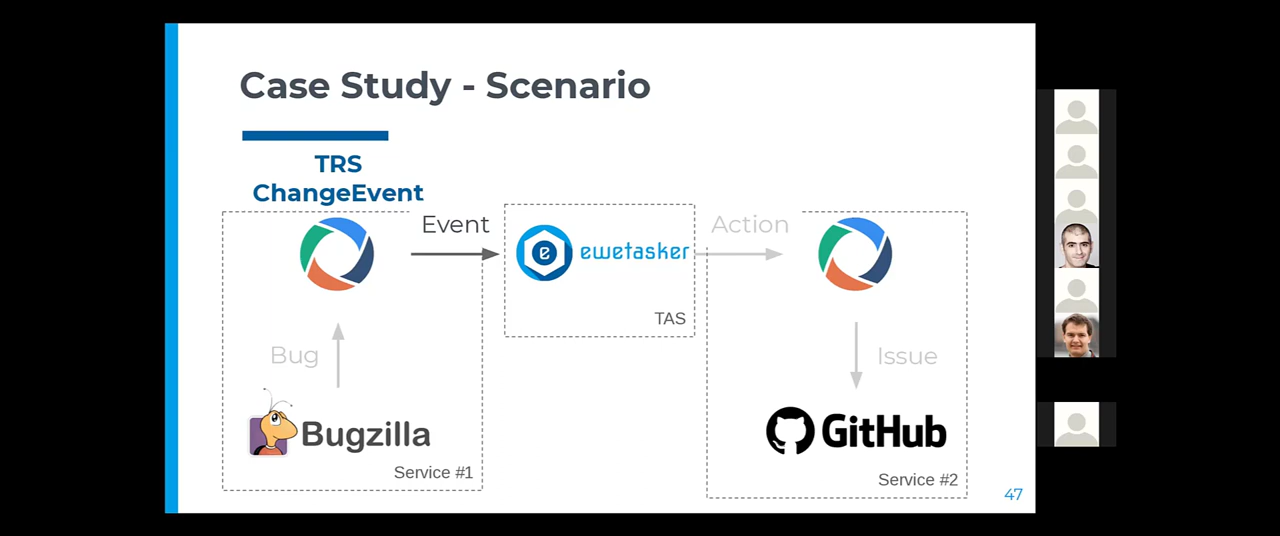 Case Study - Scenario
TRS
ChangeEvent
Event
Action
e
ewetasker
TAS
Bug
Issue
Bugzilla
GitHub
Service #1
Service #2
47